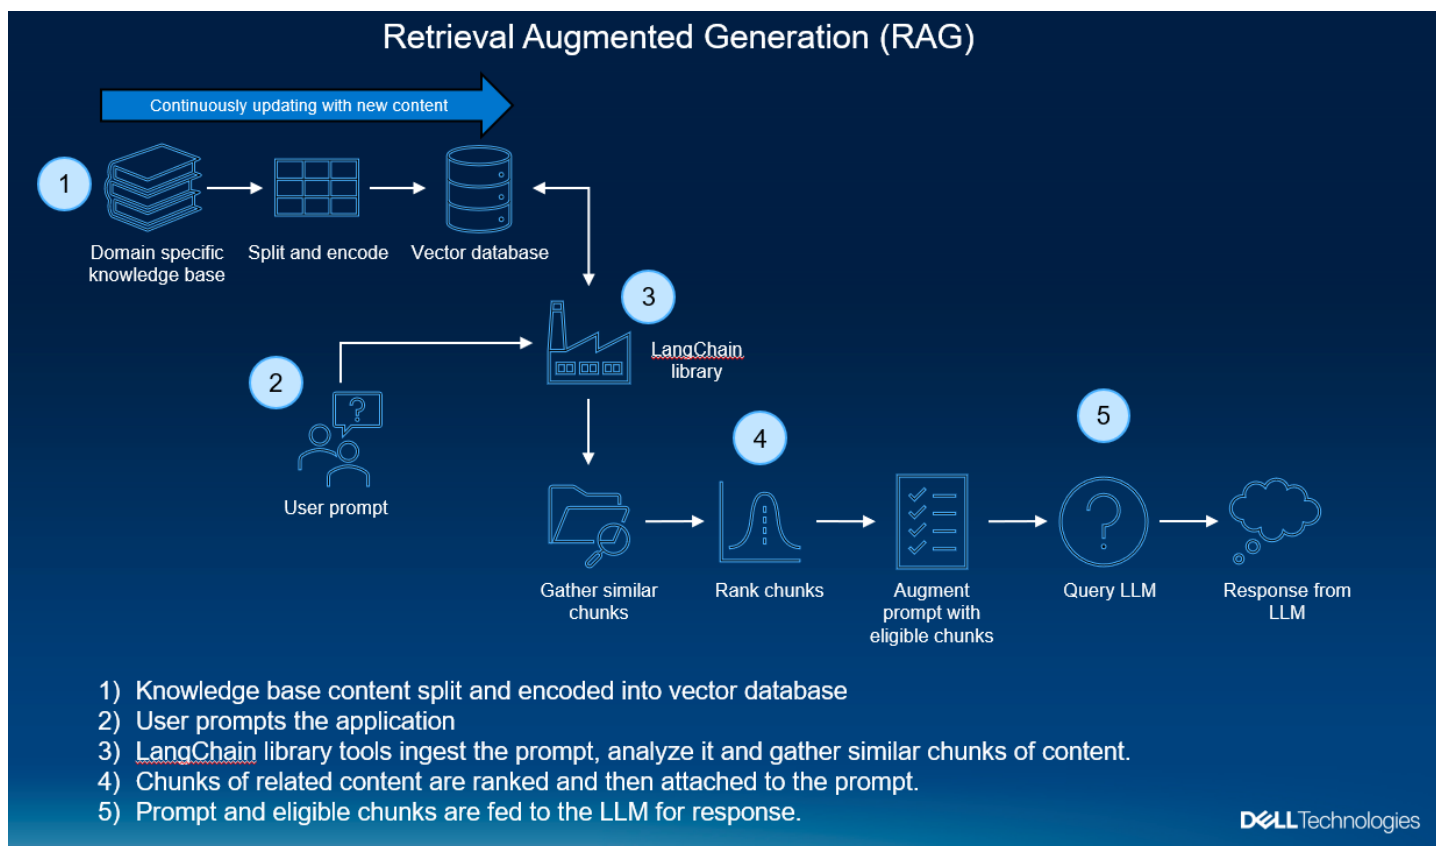 Retrieval Augmented Generation (RAG)
Continuously updating with new content
1
Domain specific
knowledge base
Split and encode
Vector database
3
LangChain
library
2
User prompt
4
5
Gather similar
chunks
Rank chunks
Augment
prompt with
eligible chunks
Query LLM
Response from
LLM
1) Knowledge base content split and encoded into vector database
2) User prompts the application
3) LangChain library tools ingest the prompt, analyze it and gather similar chunks of content.
4) Chunks of related content are ranked and then attached to the prompt.
5) Prompt and eligible chunks are fed to the LLM for response.
DELLTechnologies